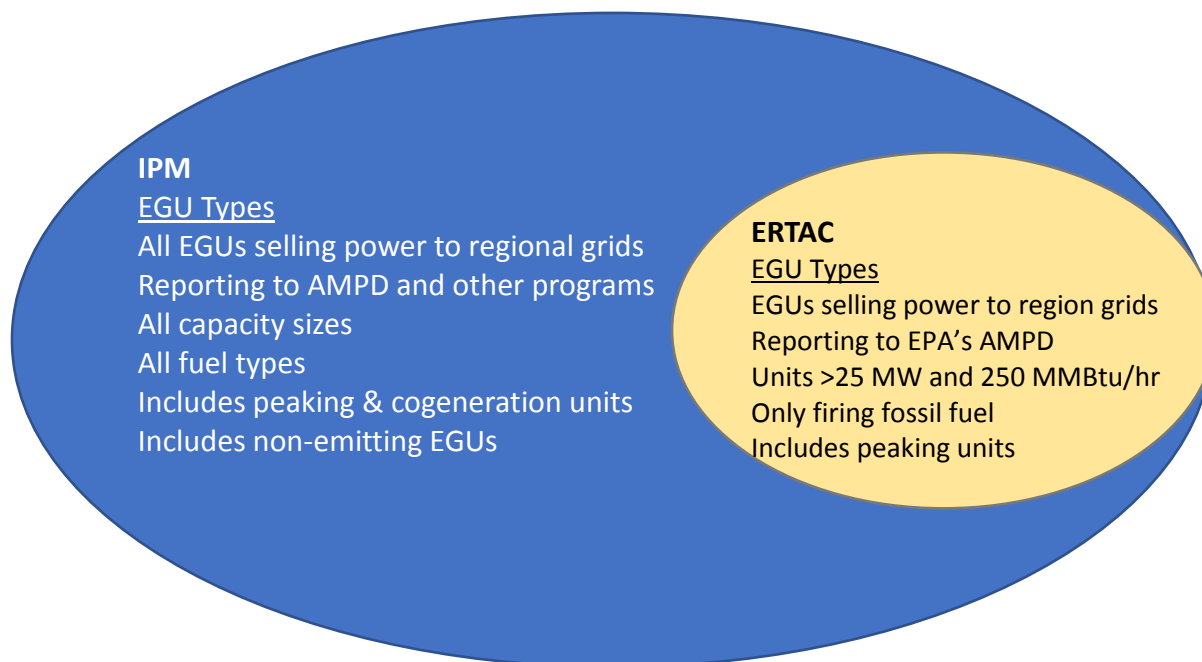 IPM
EGU Types
All EGUs selling power to regional grids
Reporting to AMPD and other programs
All capacity sizes
All fuel types
Includes peaking & cogeneration units
Includes non-emitting EGUs
ERTAC
EGU Types
EGUs selling power to region grids
Reporting to EPA's AMPD
Units >25 MW and 250 MMBtu/hr
Only firing fossil fuel
Includes peaking units